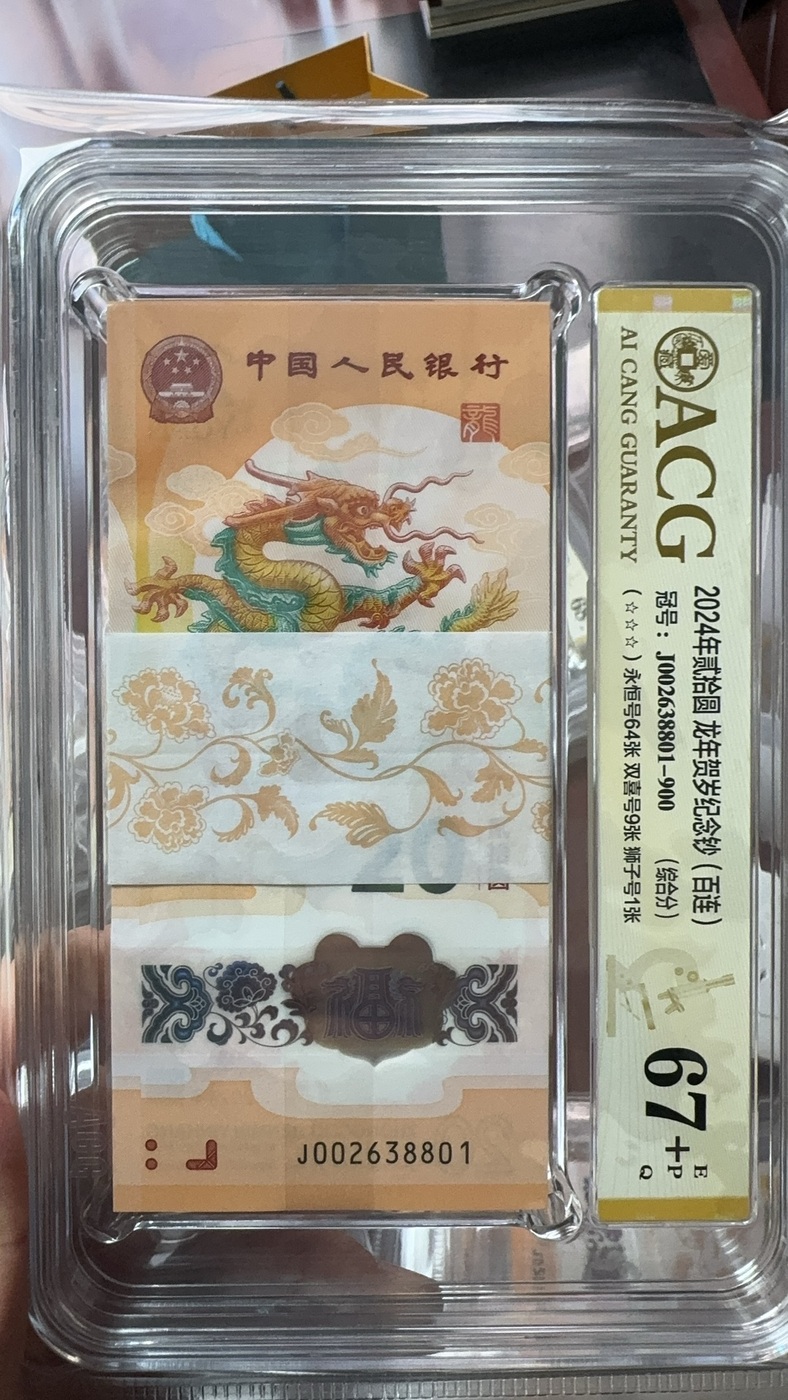 中国人民银行
龍
20
福
J002638801
ACG
AI CANG GUARANTY
2024年贰拾圆 龙年贺岁纪念钞（百连）
冠号：J002638801-900 （综合分）
（☆☆☆）永恒号64张 双喜号9张 狮子号1张
67+
E
P
Q